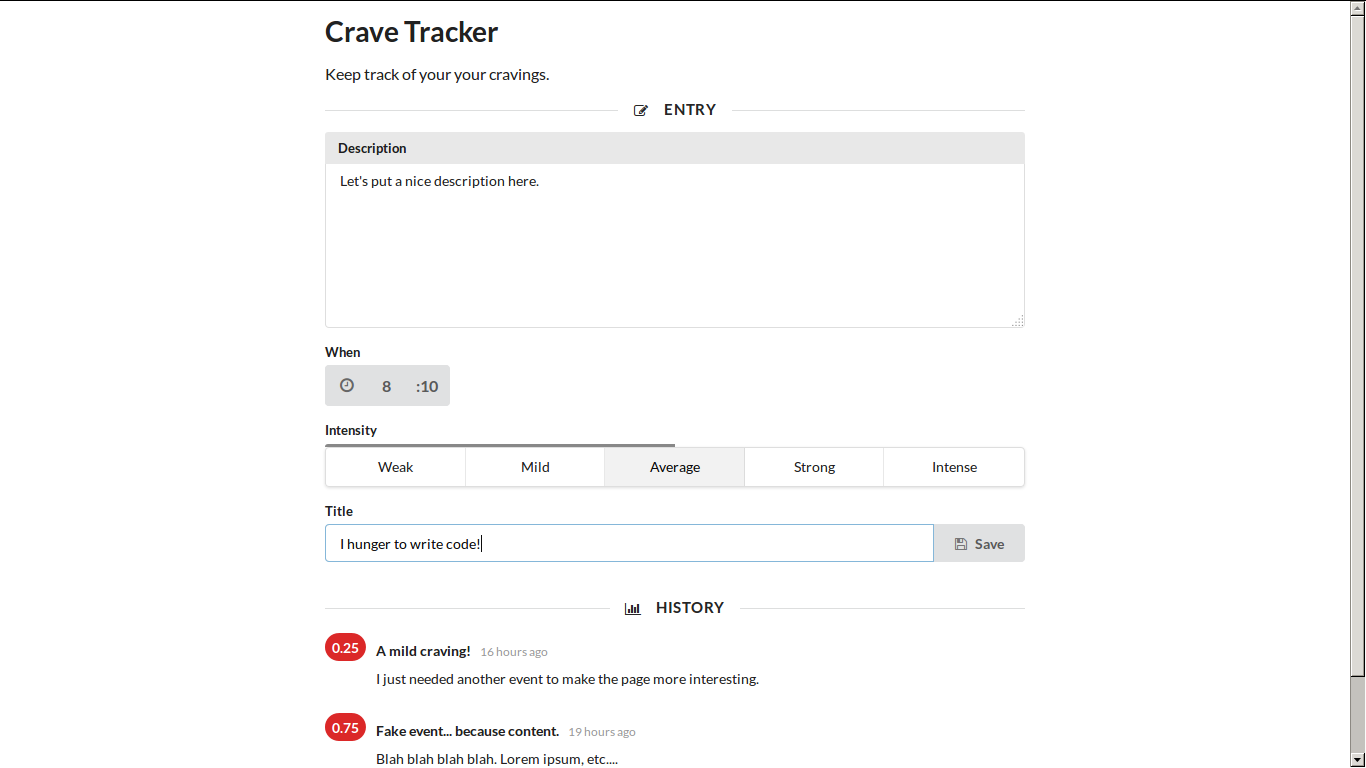 Crave Tracker
Keep track of your your cravings.
ENTRY
Description
Let's put a nice description here.
When
8 :10
Intensity
Weak Mild Average Strong Intense
Title
I hunger to write code! Save
HISTORY
0.25 A mild craving! 16 hours ago
I just needed another event to make the page more interesting.
0.75 Fake event... because content. 19 hours ago
Blah blah blah blah. Lorem ipsum, etc....